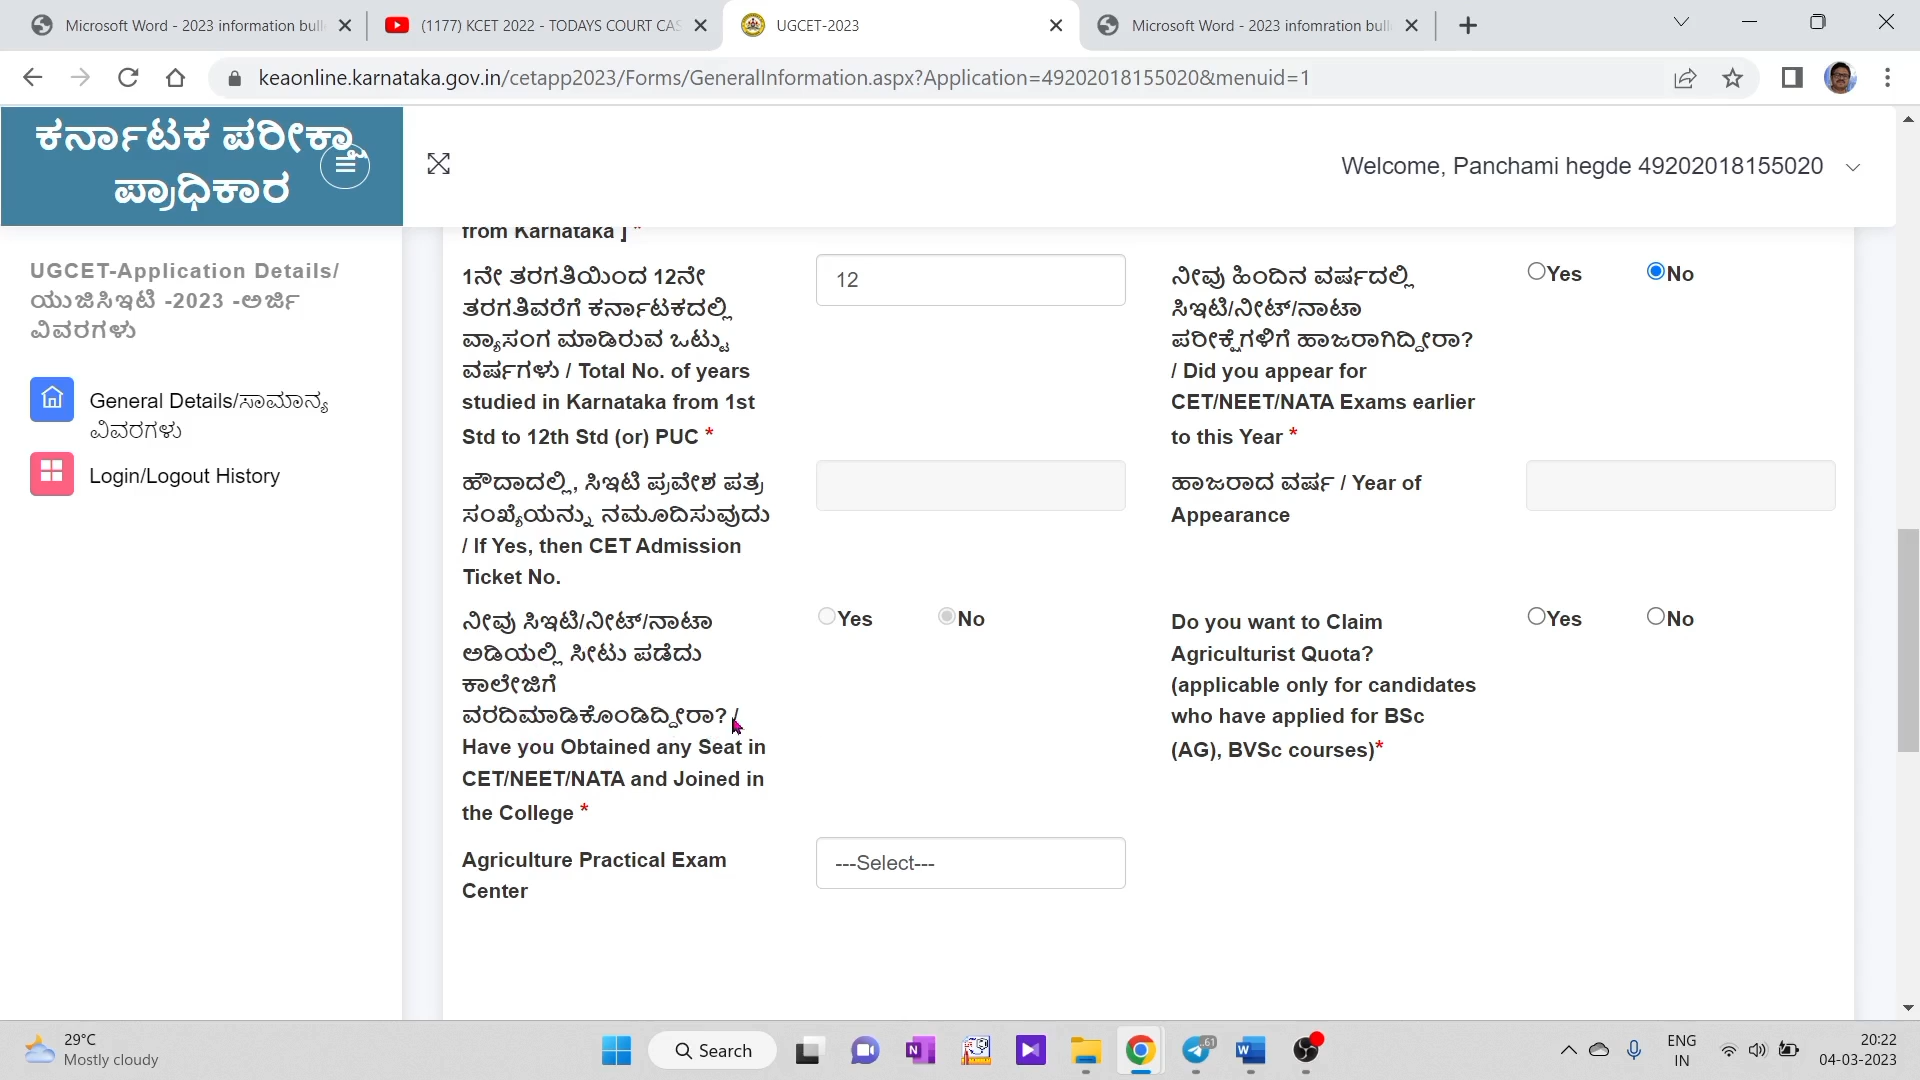 Microsoft Word - 2023 information bull
(1177) KCET 2022 - TODAYS COURT CAS
UGCET-2023
Microsoft Word - 2023 infomration bull
keaonline.karnataka.gov.in/cetapp2023/Forms/GeneralInformation.aspx?Application=49202018155020&menuid=1
ಕರ್ನಾಟಕ ಪರೀಕ್ಷಾ
ಪ್ರಾಧಿಕಾರ
Welcome, Panchami hegde 49202018155020
UGCET-Application Details/
ಯುಜಿಸಿಇಟಿ -2023 -ಅರ್ಜಿ
ವಿವರಗಳು
General Details/ಸಾಮಾನ್ಯ
ವಿವರಗಳು
Login/Logout History
from Karnataka ] *
1ನೇ ತರಗತಿಯಿಂದ 12ನೇ
ತರಗತಿವರೆಗೆ ಕರ್ನಾಟಕದಲ್ಲಿ
ವ್ಯಾಸಂಗ ಮಾಡಿರುವ ಒಟ್ಟು
ವರ್ಷಗಳು / Total No. of years
studied in Karnataka from 1st
Std to 12th Std (or) PUC *
12
ನೀವು ಹಿಂದಿನ ವರ್ಷದಲ್ಲಿ
ಸಿಇಟಿ/ನೀಟ್/ನಾಟಾ
ಪರೀಕ್ಷೆಗಳಿಗೆ ಹಾಜರಾಗಿದ್ದೀರಾ?
/ Did you appear for
CET/NEET/NATA Exams earlier
to this Year *
Yes No
ಹೌದಾದಲ್ಲಿ, ಸಿಇಟಿ ಪ್ರವೇಶ ಪತ್ರ
ಸಂಖ್ಯೆಯನ್ನು ನಮೂದಿಸುವುದು
/ If Yes, then CET Admission
Ticket No.
ಹಾಜರಾದ ವರ್ಷ / Year of
Appearance
ನೀವು ಸಿಇಟಿ/ನೀಟ್/ನಾಟಾ
ಅಡಿಯಲ್ಲಿ ಸೀಟು ಪಡೆದು
ಕಾಲೇಜಿಗೆ
ವರದಿಮಾಡಿಕೊಂಡಿದ್ದೀರಾ? /
Have you Obtained any Seat in
CET/NEET/NATA and Joined in
the College *
Yes No
Do you want to Claim
Agriculturist Quota?
(applicable only for candidates
who have applied for BSc
(AG), BVSc courses)*
Yes No
Agriculture Practical Exam
Center
---Select---
29°C
Mostly cloudy
Search
61
ENG
IN
20:22
04-03-2023